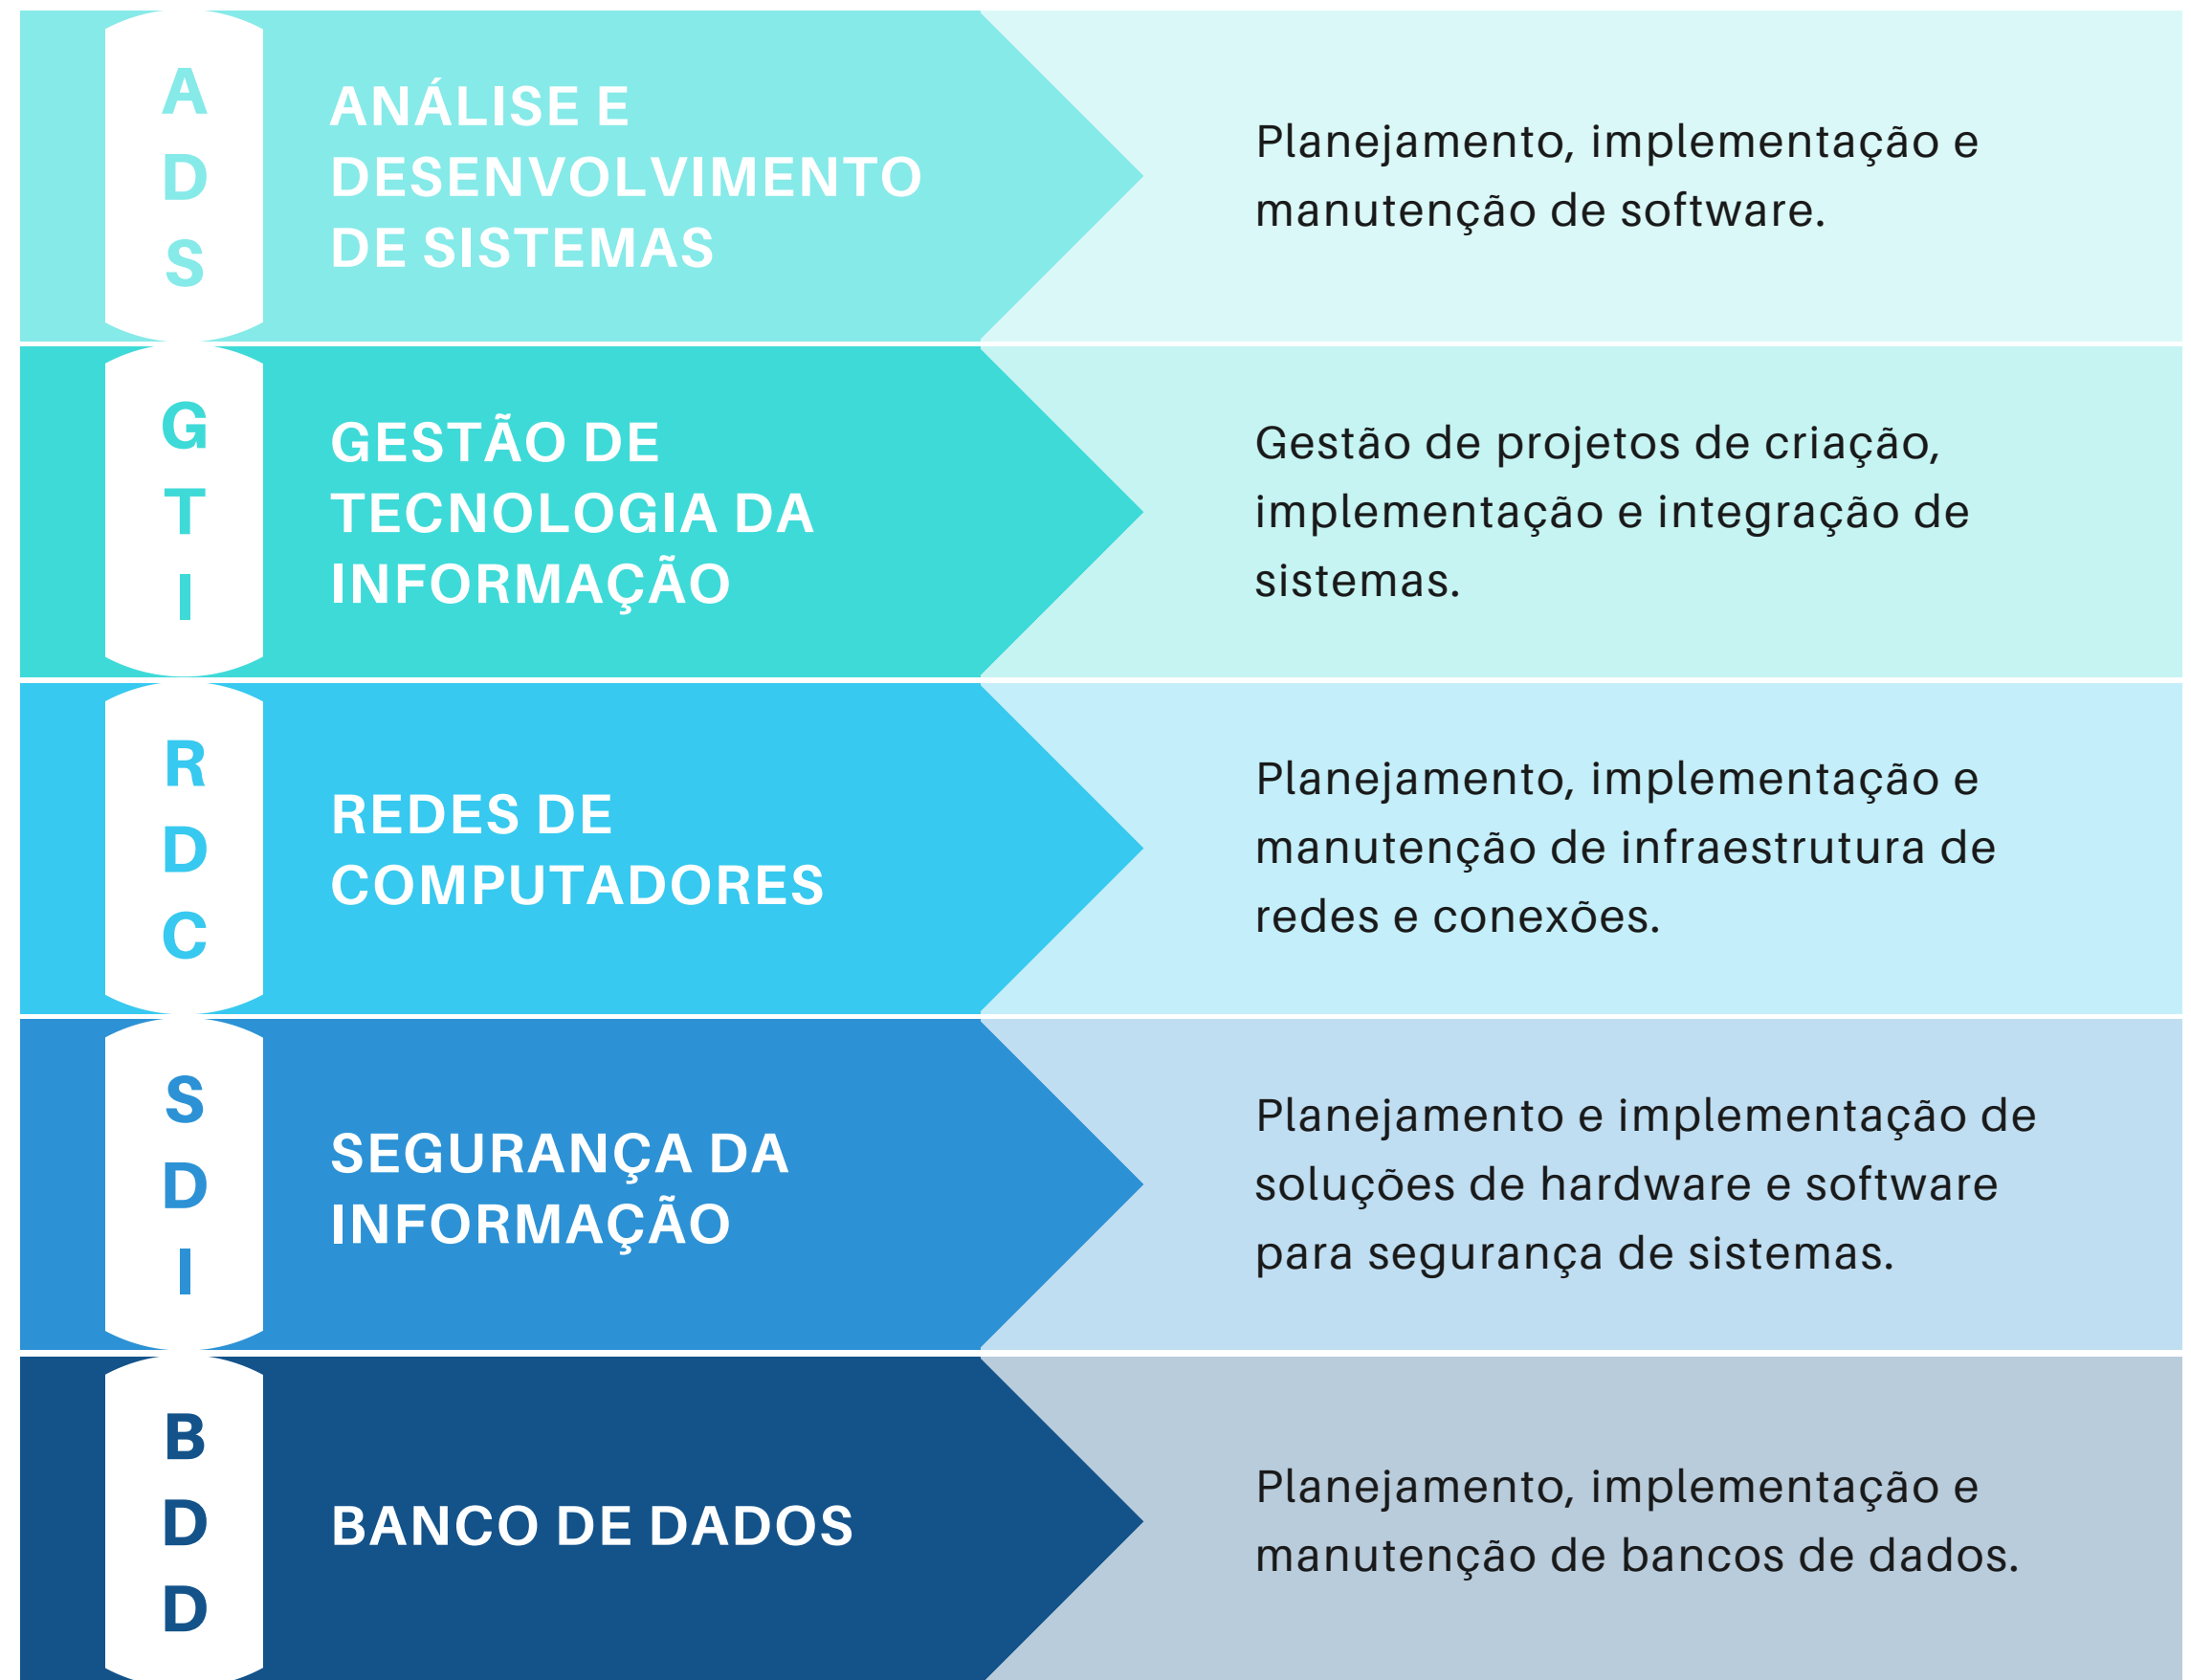 A
D
S
ANÁLISE E
DESENVOLVIMENTO
DE SISTEMAS
Planejamento, implementação e
manutenção de software.
G
T
I
GESTÃO DE
TECNOLOGIA DA
INFORMAÇÃO
Gestão de projetos de criação,
implementação e integração de
sistemas.
R
D
C
REDES DE
COMPUTADORES
Planejamento, implementação e
manutenção de infraestrutura de
redes e conexões.
S
D
I
SEGURANÇA DA
INFORMAÇÃO
Planejamento e implementação de
soluções de hardware e software
para segurança de sistemas.
B
D
D
BANCO DE DADOS
Planejamento, implementação e
manutenção de bancos de dados.